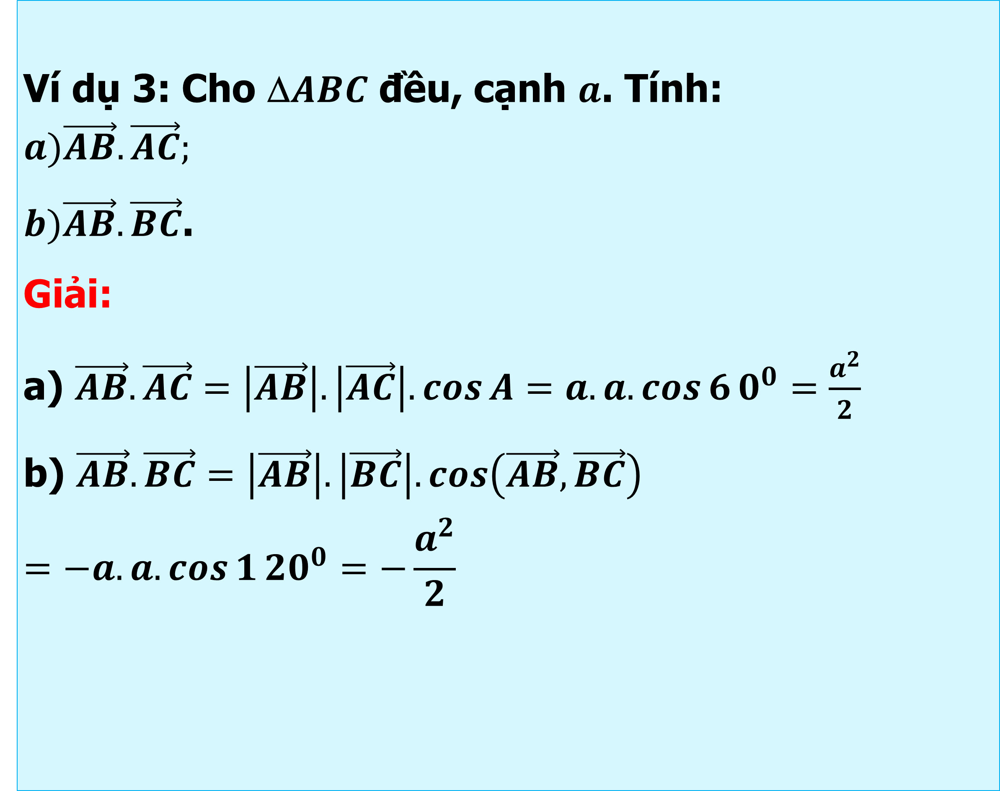 Ví dụ 3: Cho △ABC đều, cạnh a. Tính:
a) $\overrightarrow{AB}.\overrightarrow{AC}$;
b) $\overrightarrow{AB}.\overrightarrow{BC}$.
Giải:
a) $\overrightarrow{AB}.\overrightarrow{AC} = |\overrightarrow{AB}|.|\overrightarrow{AC}|.cos A = a.a.cos 60^0 = \frac{a^2}{2}$
b) $\overrightarrow{AB}.\overrightarrow{BC} = |\overrightarrow{AB}|.|\overrightarrow{BC}|.cos(\overrightarrow{AB}, \overrightarrow{BC})$
$= -a.a.cos 120^0 = -\frac{a^2}{2}$